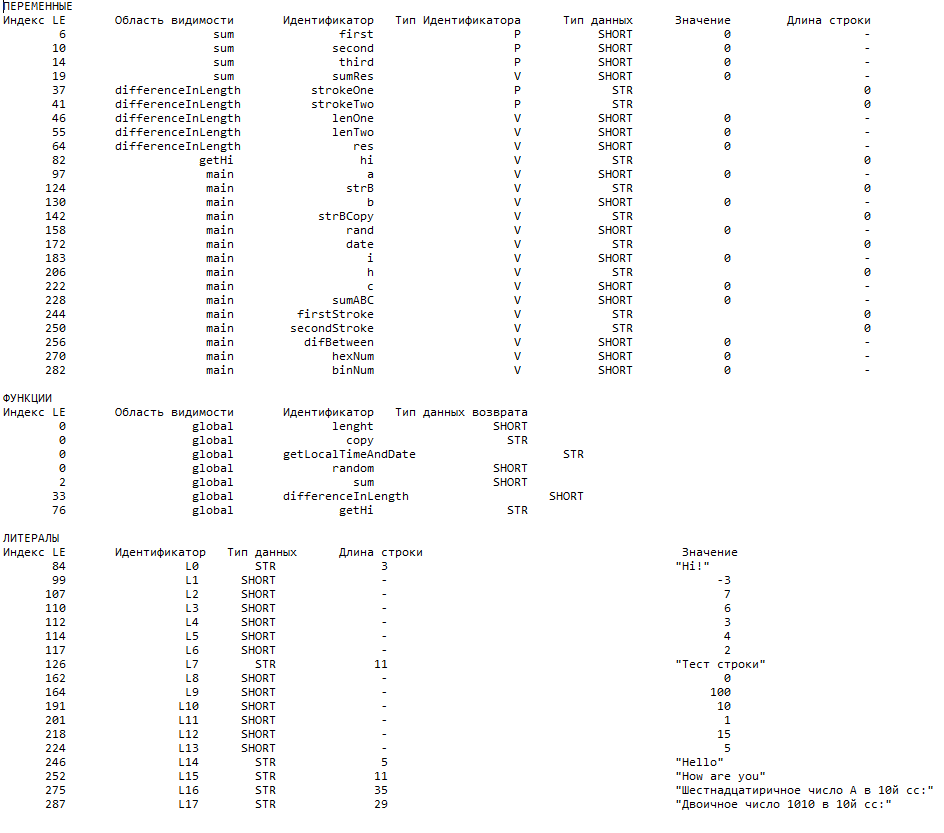 ПЕРЕМЕННЫЕ
Индекс LE Область видимости Идентификатор Тип Идентификатора Тип данных Значение Длина строки
6 sum first P SHORT 0 -
10 sum second P SHORT 0 -
14 sum third P SHORT 0 -
19 sum sumRes V SHORT 0 -
37 differenceInLength strokeOne P STR 0
41 differenceInLength strokeTwo P STR 0
46 differenceInLength lenOne V SHORT 0 -
55 differenceInLength lenTwo V SHORT 0 -
64 differenceInLength res V SHORT 0 -
82 getHi hi V STR 0
97 main a V SHORT 0 -
124 main strB V STR 0
130 main b V SHORT 0 -
142 main strBCopy V STR 0
158 main rand V SHORT 0 -
172 main date V STR 0
183 main i V SHORT 0 -
206 main h V STR 0
222 main c V SHORT 0 -
228 main sumABC V SHORT 0 -
244 main firstStroke V STR 0
250 main secondStroke V STR 0
256 main difBetween V SHORT 0 -
270 main hexNum V SHORT 0 -
282 main binNum V SHORT 0 -
ФУНКЦИИ
Индекс LE Область видимости Идентификатор Тип данных возврата
0 global lenght SHORT
0 global copy STR
0 global getLocalTimeAndDate STR
0 global random SHORT
2 global sum SHORT
33 global differenceInLength SHORT
76 global getHi STR
ЛИТЕРАЛЫ
Индекс LE Идентификатор Тип данных Длина строки Значение
84 L0 STR 3 "Hi!"
99 L1 SHORT - -3
107 L2 SHORT - 7
110 L3 SHORT - 6
112 L4 SHORT - 3
114 L5 SHORT - 4
117 L6 SHORT - 2
126 L7 STR 11 "Тест строки"
162 L8 SHORT - 0
164 L9 SHORT - 100
191 L10 SHORT - 10
201 L11 SHORT - 1
218 L12 SHORT - 15
224 L13 SHORT - 5
246 L14 STR 5 "Hello"
252 L15 STR 11 "How are you"
275 L16 STR 35 "Шестнадцатиричное число A в 10й сс:"
287 L17 STR 29 "Двоичное число 1010 в 10й сс:"